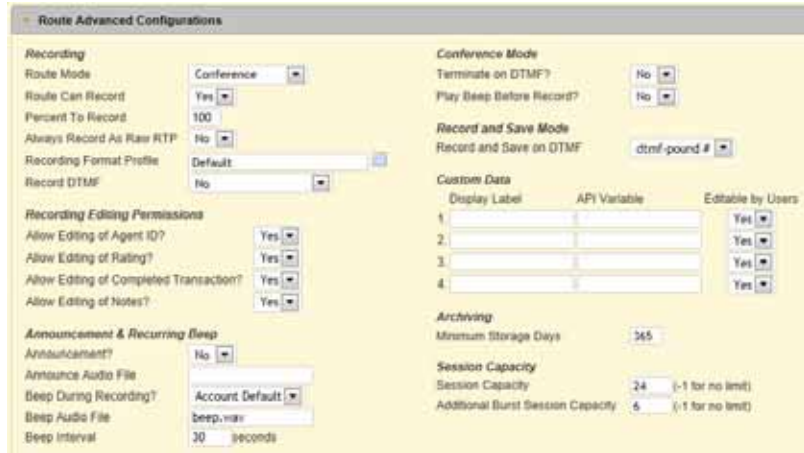 Route Advanced Configurations
Recording
Route Mode Conference
Route Can Record Yes
Percent To Record 100
Always Record As Raw RTP No
Recording Format Profile Default
Record DTMF No
Recording Editing Permissions
Allow Editing of Agent ID? Yes
Allow Editing of Rating? Yes
Allow Editing of Completed Transaction? Yes
Allow Editing of Notes? Yes
Announcement & Recurring Beep
Announcement? No
Announce Audio File
Beep During Recording? Account Default
Beep Audio File beep.wav
Beep Interval 30 seconds
Conference Mode
Terminate on DTMF? No
Play Beep Before Record? No
Record and Save Mode
Record and Save on DTMF dtmf-pound #
Custom Data
Display Label API Variable Editable by Users
1. Yes
2. Yes
3. Yes
4. Yes
Archiving
Minimum Storage Days 365
Session Capacity
Session Capacity 24 (-1 for no limit)
Additional Burst Session Capacity 6 (-1 for no limit)